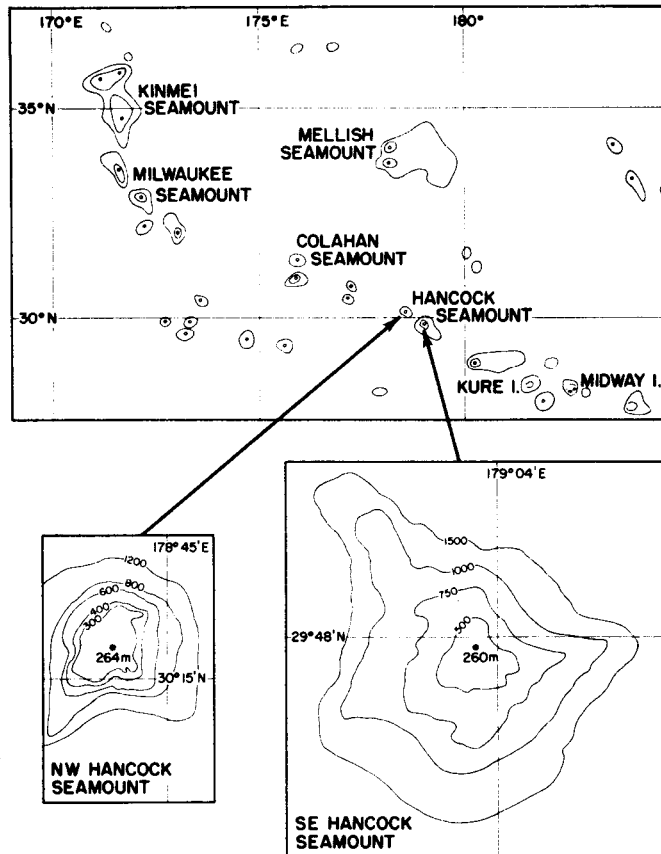 170°E 175°E 180°
35°N
KINMEI
SEAMOUNT
MELLISH
SEAMOUNT
MILWAUKEE
SEAMOUNT
COLAHAN
SEAMOUNT
30°N
HANCOCK
SEAMOUNT
KURE I. MIDWAY I.
178°45'E
1200
800
600
400
300
264m
30°15'N
NW HANCOCK
SEAMOUNT
179°04'E
1500
1000
750
500
29°48'N
260m
SE HANCOCK
SEAMOUNT